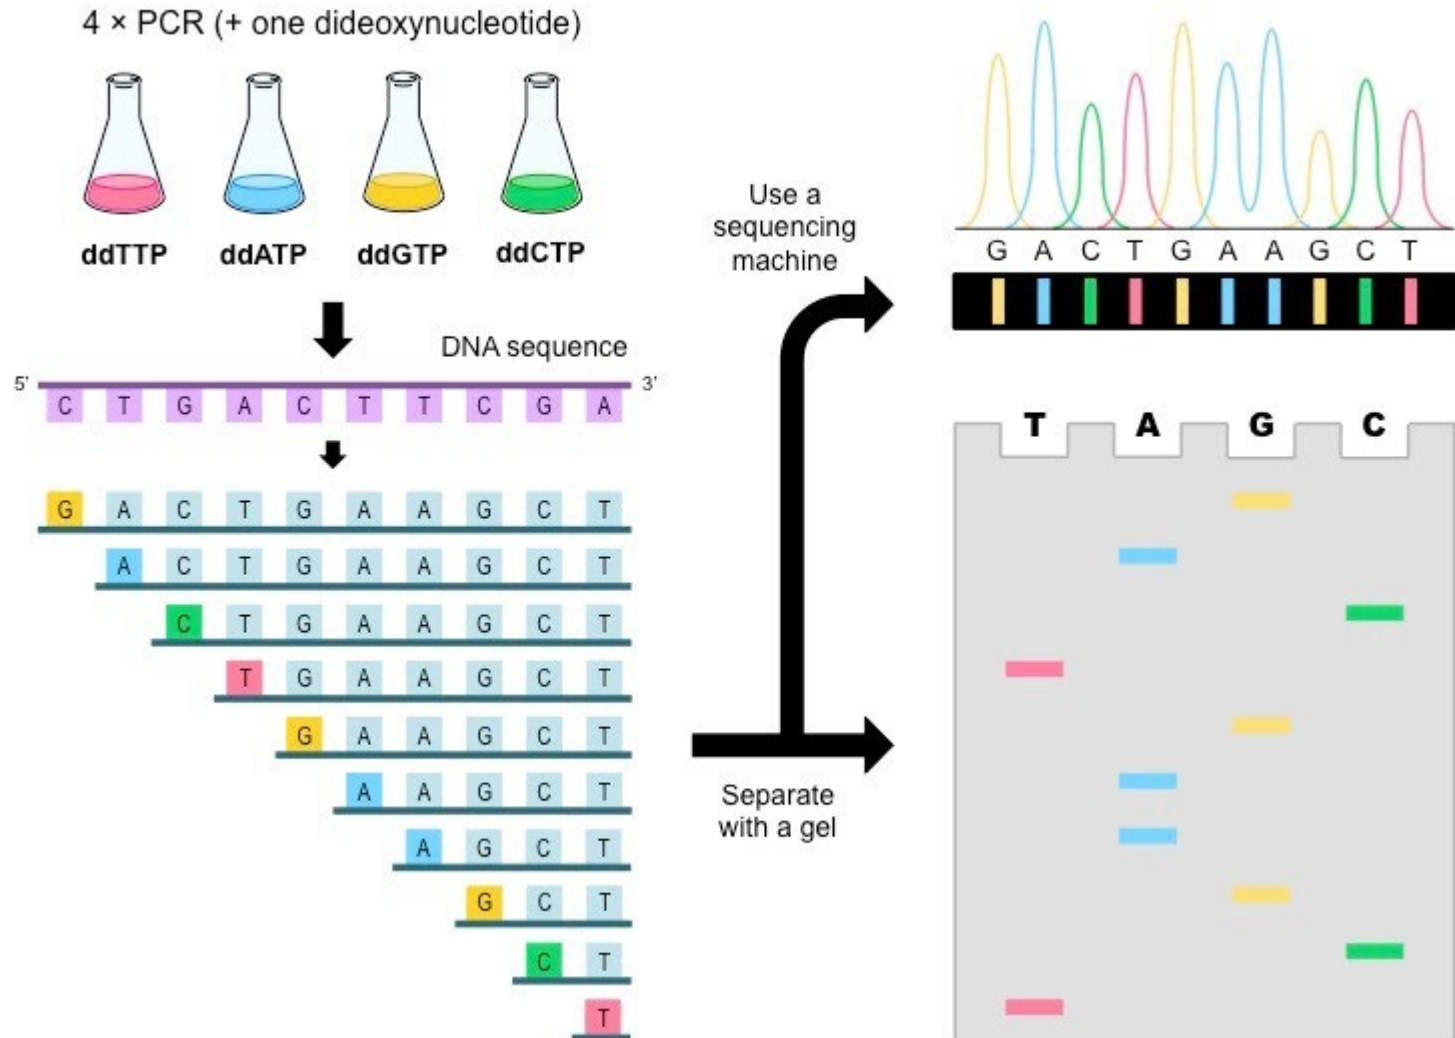 4 × PCR (+ one dideoxynucleotide)
ddTTP ddATP ddGTP ddCTP
DNA sequence
5' 3'
C T G A C T T C G A
G A C T G A A G C T
A C T G A A G C T
C T G A A G C T
T G A A G C T
G A A G C T
A A G C T
A G C T
G C T
C T
T
Use a
sequencing
machine
Separate
with a gel
G A C T G A A G C T
T A G C